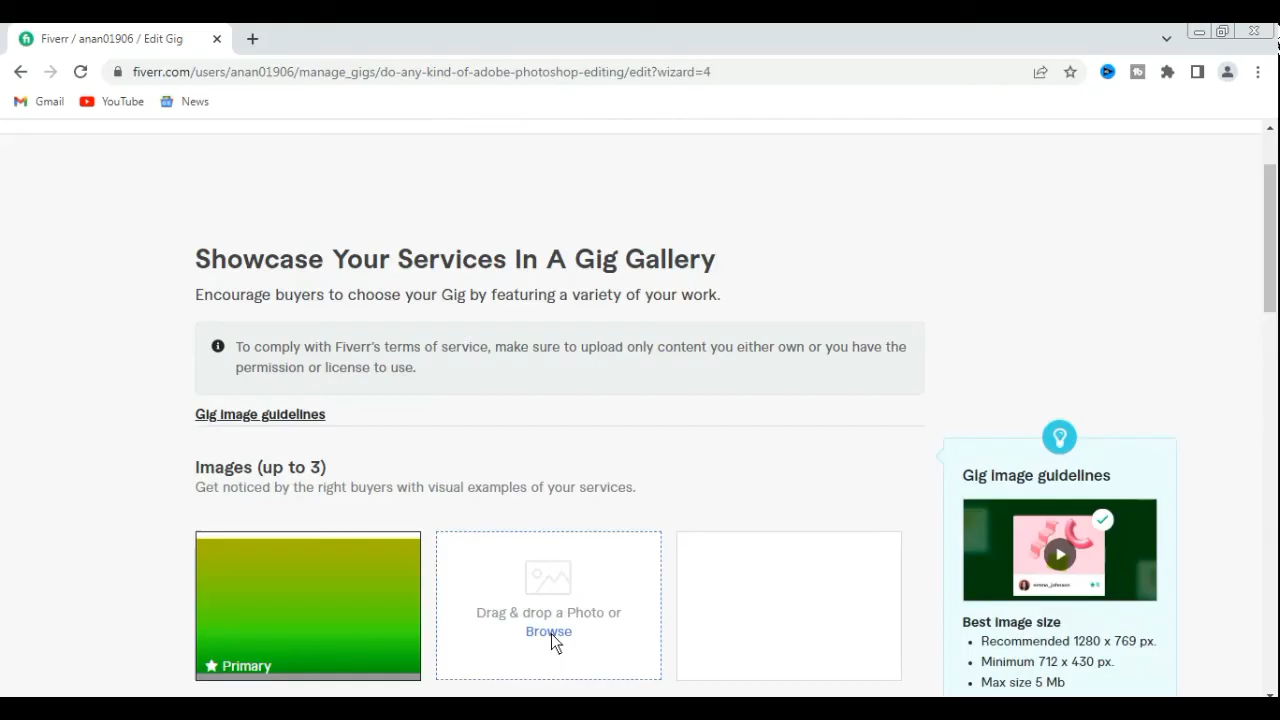 Fiverr / anan01906 / Edit Gig
fiverr.com/users/anan01906/manage_gigs/do-any-kind-of-adobe-photoshop-editing/edit?wizard=4
Gmail YouTube News
Showcase Your Services In A Gig Gallery
Encourage buyers to choose your Gig by featuring a variety of your work.
To comply with Fiverr's terms of service, make sure to upload only content you either own or you have the
permission or license to use.
Gig image guidelines
Images (up to 3)
Get noticed by the right buyers with visual examples of your services.
Primary
Drag & drop a Photo or
Browse
Gig image guidelines
Best image size
• Recommended 1280 x 769 px.
• Minimum 712 x 430 px.
• Max size 5 Mb